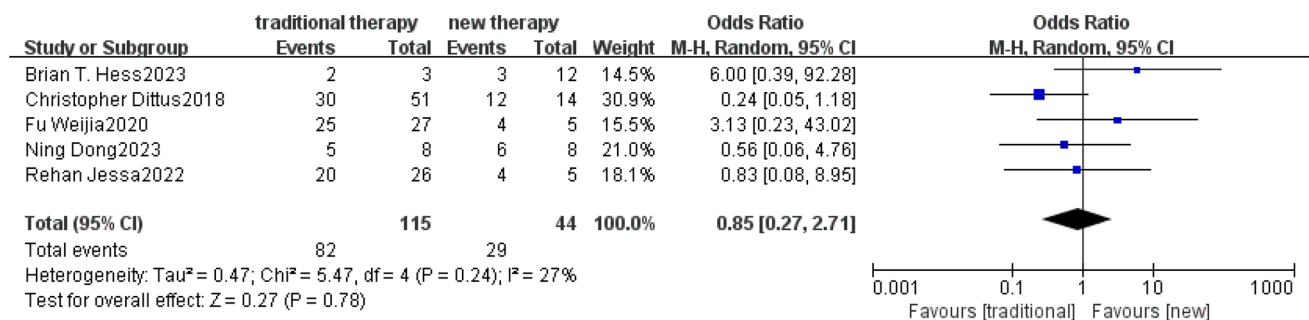 traditional therapy new therapy Odds Ratio Odds Ratio
Study or Subgroup Events Total Events Total Weight M-H, Random, 95% CI M-H, Random, 95% CI
Brian T. Hess2023 2 3 3 12 14.5% 6.00 [0.39, 92.28]
Christopher Dittus2018 30 51 12 14 30.9% 0.24 [0.05, 1.18]
Fu Weijia2020 25 27 4 5 15.5% 3.13 [0.23, 43.02]
Ning Dong2023 5 8 6 8 21.0% 0.56 [0.06, 4.76]
Rehan Jessa2022 20 26 4 5 18.1% 0.83 [0.08, 8.95]
Total (95% CI) 115 44 100.0% 0.85 [0.27, 2.71]
Total events 82 29
Heterogeneity: Tau² = 0.47; Chi² = 5.47, df = 4 (P = 0.24); I² = 27%
Test for overall effect: Z = 0.27 (P = 0.78)
0.001 0.1 1 10 1000
Favours [traditional] Favours [new]